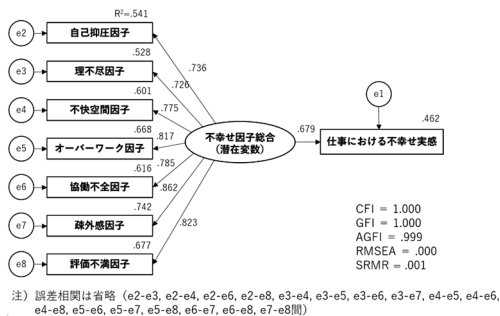 R²=.541
e2
自己抑圧因子
.736
.528
e3
理不尽因子
.726
.601
e4
不快空間因子
.775
.668
e5
オーバーワーク因子
.817
.616
e6
協働不全因子
.785
.742
e7
疎外感因子
.862
.677
e8
評価不満因子
.823
不幸せ因子総合
（潜在変数）
.679
e1
.462
仕事における不幸せ実感
CFI = 1.000
GFI = 1.000
AGFI = .999
RMSEA = .000
SRMR = .001
注）誤差相関は省略（e2-e3, e2-e4, e2-e6, e2-e8, e3-e4, e3-e5, e3-e6, e3-e7, e4-e5, e4-e6,
e4-e8, e5-e6, e5-e7, e5-e8, e6-e7, e6-e8, e7-e8間）